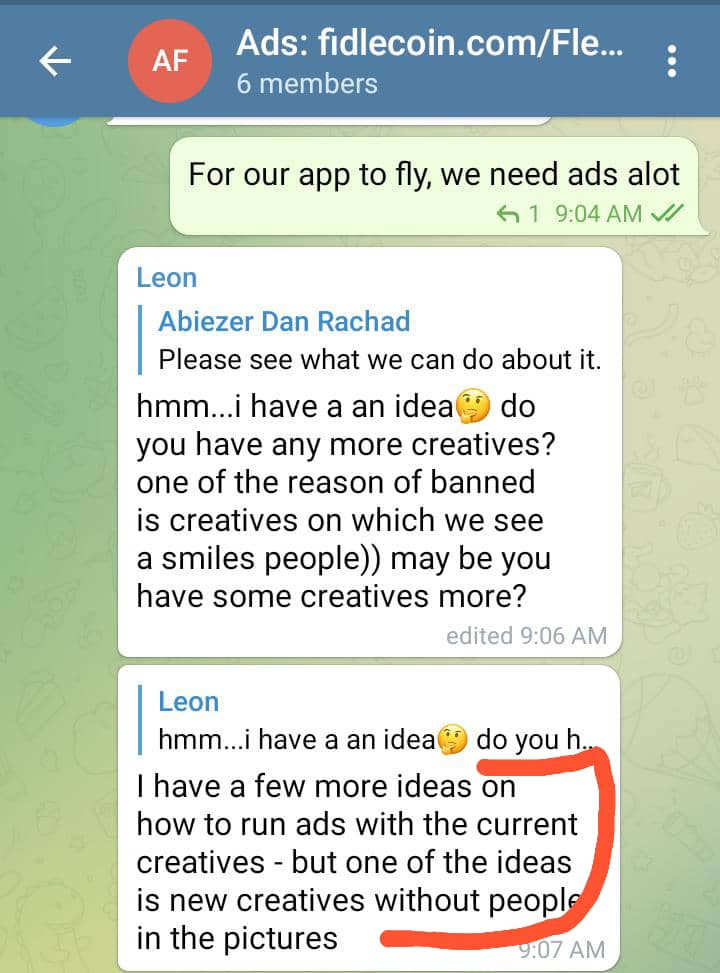 AF
Ads: fidlecoin.com/Fle...
6 members
For our app to fly, we need ads alot
1 9:04 AM
Leon
Abiezer Dan Rachad
Please see what we can do about it.
hmm...i have a an idea🤔 do
you have any more creatives?
one of the reason of banned
is creatives on which we see
a smiles people)) may be you
have some creatives more?
edited 9:06 AM
Leon
hmm...i have a an idea🤔 do you h...
I have a few more ideas on
how to run ads with the current
creatives - but one of the ideas
is new creatives without people
in the pictures
9:07 AM